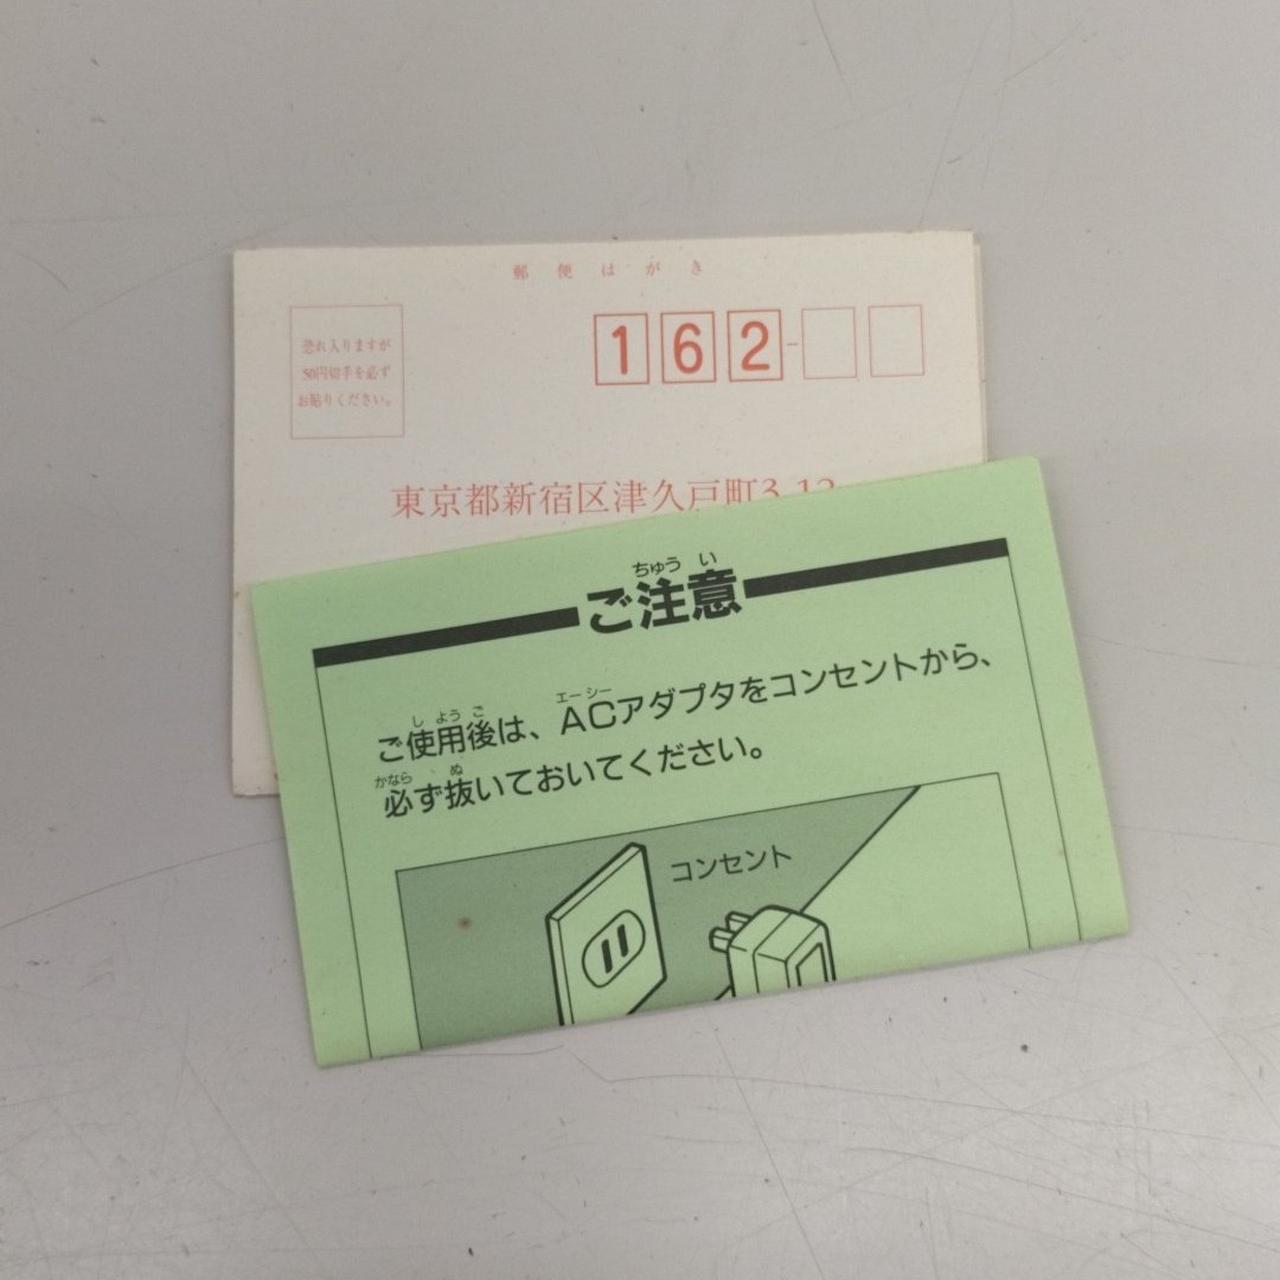 郵便はがき
恐れ入りますが
50円切手を必ず
お貼りください。
162-
東京都新宿区津久戸町3-12
ちゅうい
ご注意
しようご エーシー
ご使用後は、ACアダプタをコンセントから、
かなら ぬ
必ず抜いておいてください。
コンセント